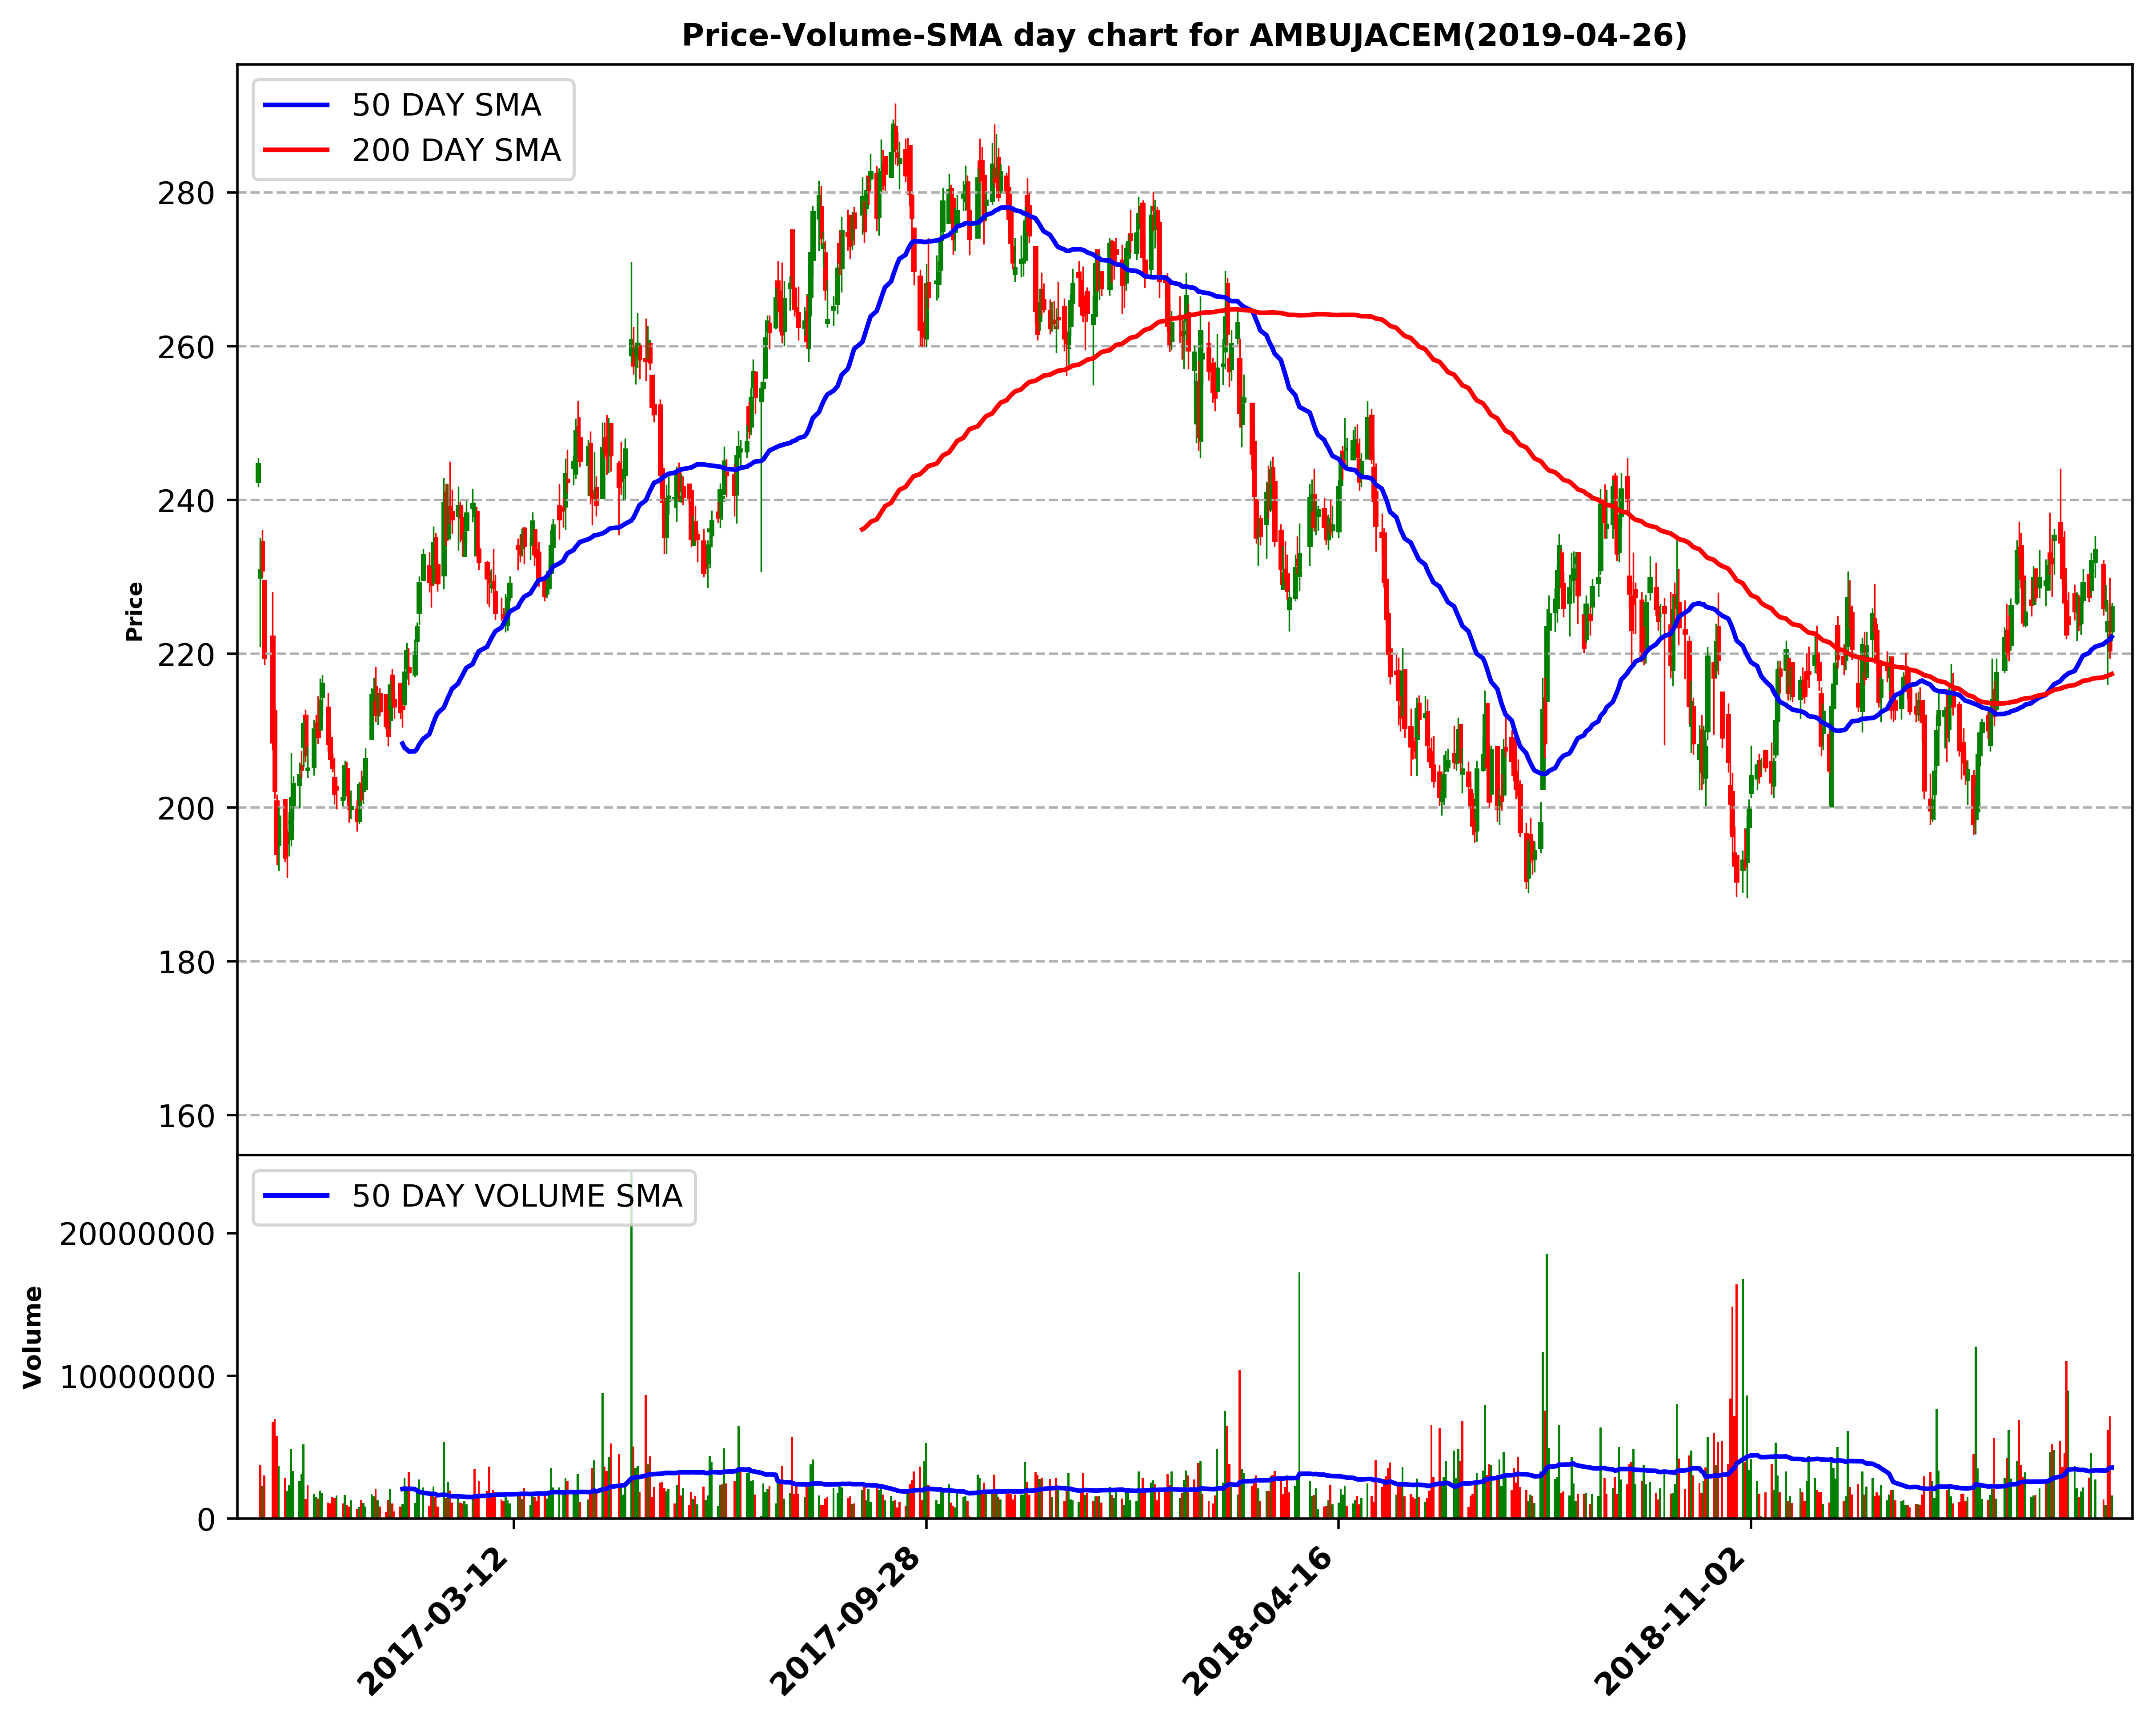 Price-Volume-SMA day chart for AMBUJACEM(2019-04-26)
50 DAY SMA
200 DAY SMA
280
260
240
220
200
180
160
Price
50 DAY VOLUME SMA
20000000
10000000
0
Volume
2017-03-12
2017-09-28
2018-04-16
2018-11-02